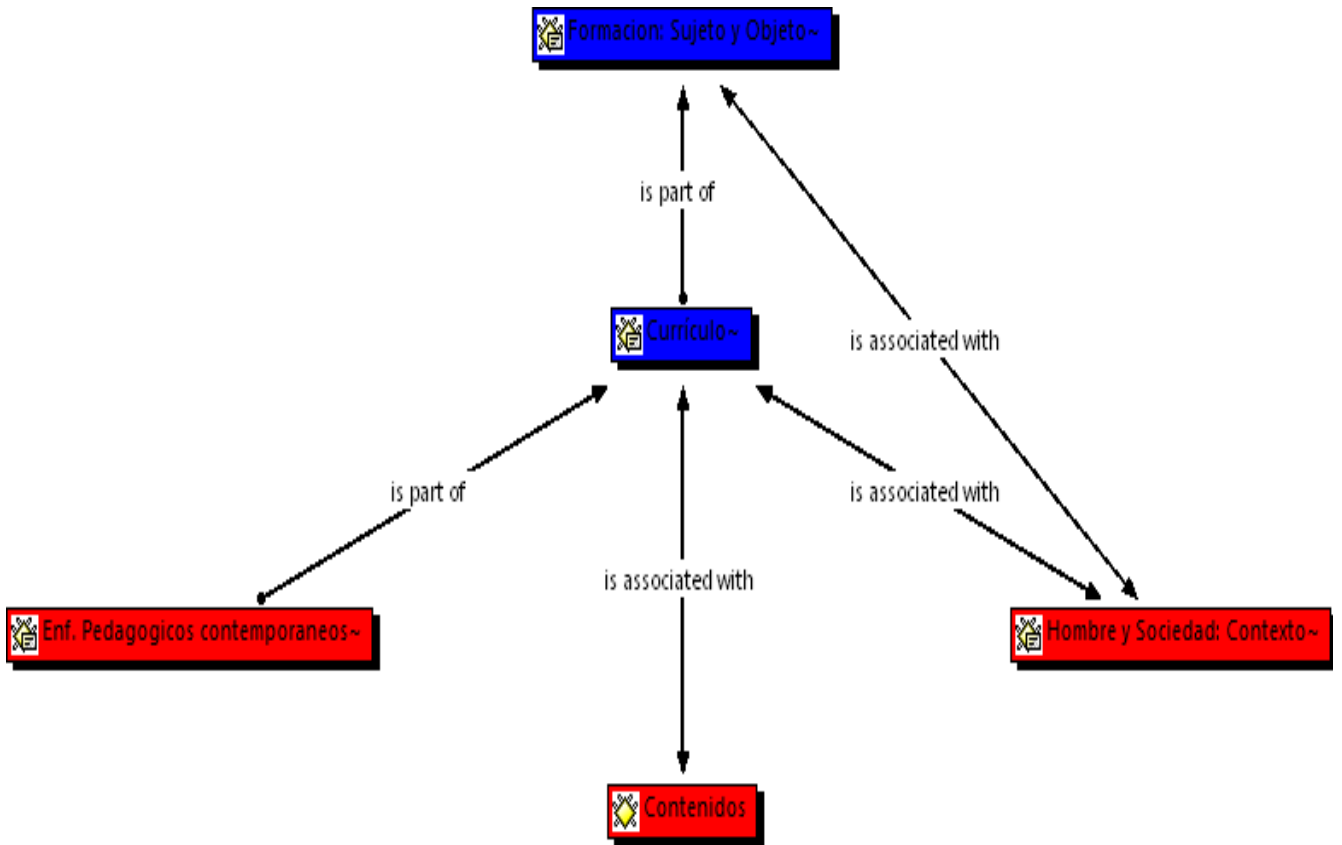 Formacion: Sujeto y Objeto~
is part of
Currículo~
is associated with
is part of
is associated with
is associated with
Enf. Pedagogicos contemporaneos~
Hombre y Sociedad: Contexto~
Contenidos